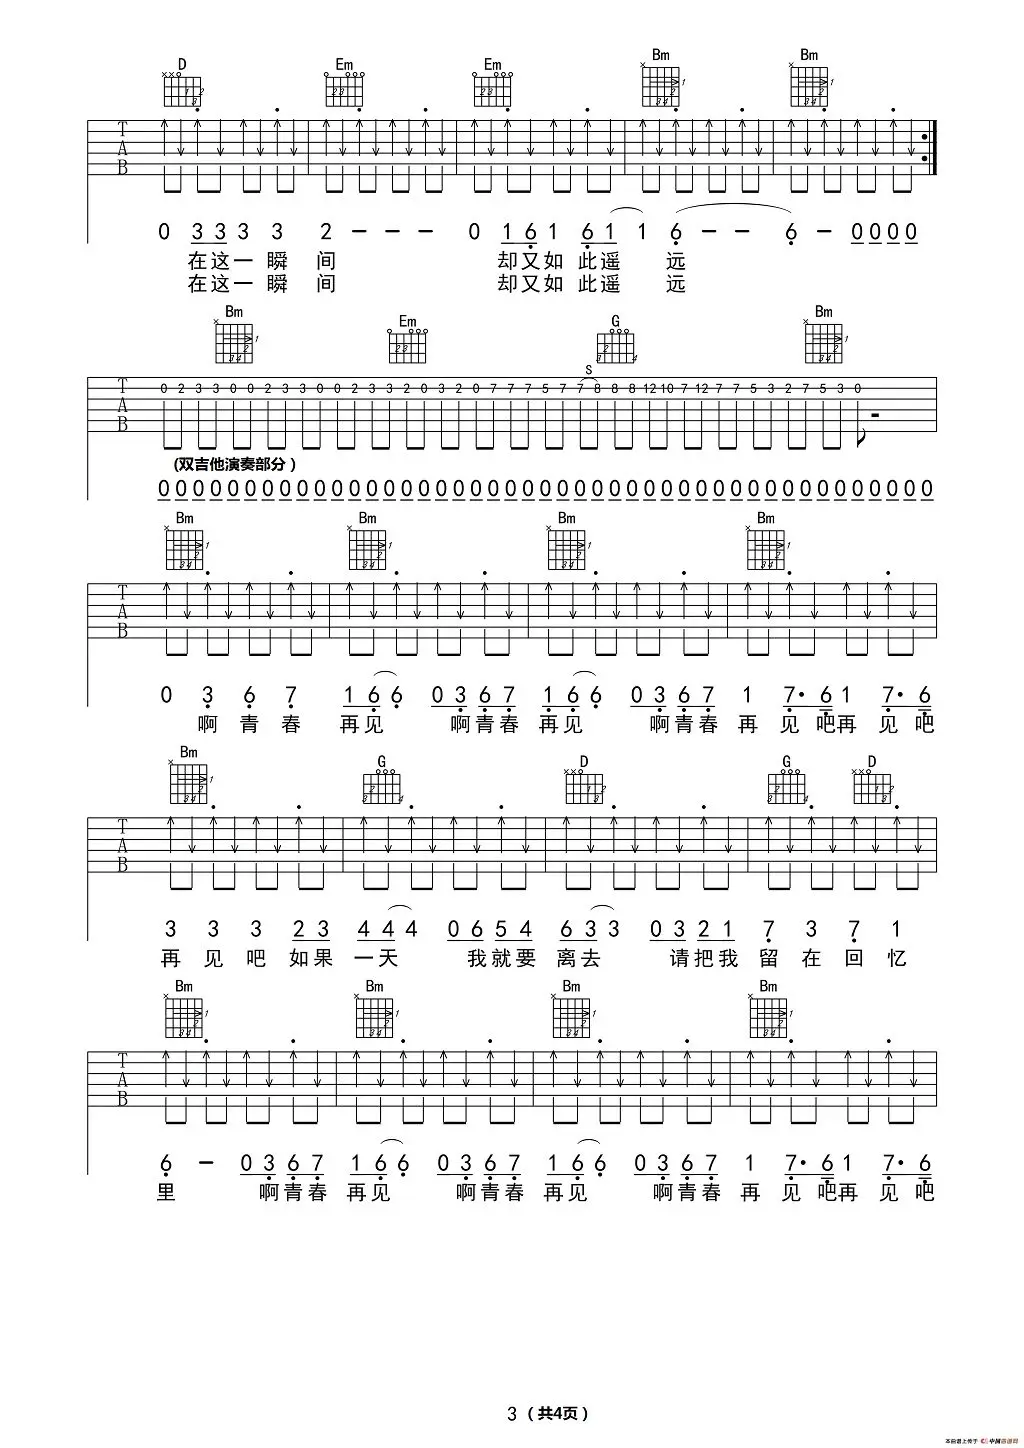 D Em Em Bm Bm
T A B
0 3 3 3 3 2 - - - 0 1 6 1 6 1 1 6 - - 6 - 0 0 0 0
在这一瞬间 却又如此遥远
在这一瞬间 却又如此遥远
Bm Em G Bm
S
T A B 0 2 3 3 0 0 2 3 3 0 0 2 3 3 2 0 3 2 0 7 7 7 5 7 7 8 8 8 12 10 7 12 7 7 5 3 2 7 5 3 0
(双吉他演奏部分)
0 0 0 0 0 0 0 0 0 0 0 0 0 0 0 0 0 0 0 0 0 0 0 0 0 0 0 0 0 0 0 0 0 0 0 0 0 0 0 0 0 0 0 0
Bm Bm Bm Bm
T A B
0 3 6 7 1 6 6 0 3 6 7 1 6 6 0 3 6 7 1 7· 6 1 7· 6
啊青春再见 啊青春再见 啊青春再见吧再见吧
Bm G D G D
T A B
3 3 3 2 3 4 4 4 0 6 5 4 6 3 3 0 3 2 1 7 3 7 1
再见吧如果一天 我就要离去 请把我留在回忆
Bm Bm Bm Bm
T A B
6 - 0 3 6 7 1 6 6 0 3 6 7 1 6 6 0 3 6 7 1 7· 6 1 7· 6
里 啊青春再见 啊青春再见 啊青春再见吧再见吧
3（共4页）
本曲谱上传于 中国曲谱网